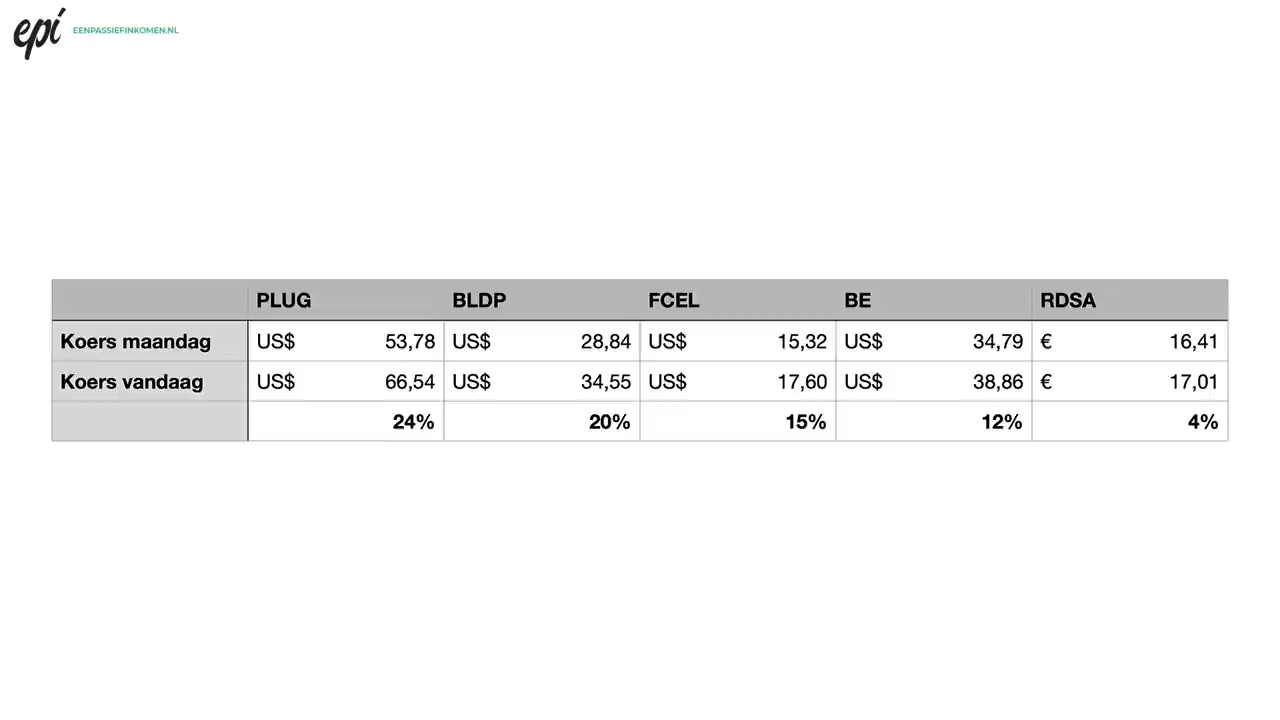 epi EENPASSIEFINKOMEN.NL
PLUG BLDP FCEL BE RDSA
Koers maandag US$ 53,78 US$ 28,84 US$ 15,32 US$ 34,79 € 16,41
Koers vandaag US$ 66,54 US$ 34,55 US$ 17,60 US$ 38,86 € 17,01
24% 20% 15% 12% 4%